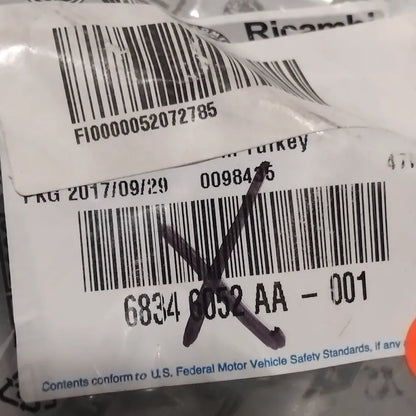 Ricambi
FI0000052072785
Turkey
PKG 2017/09/29 0098435
6834 6052 AA - 001
Contents conform to U.S. Federal Motor Vehicle Safety Standards, if any